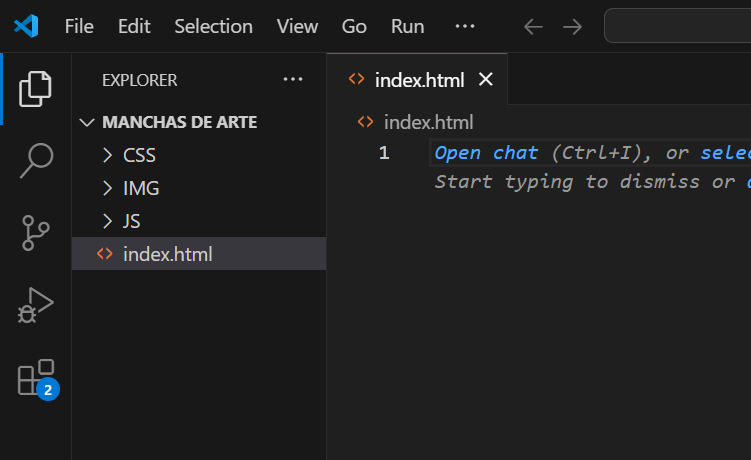 File Edit Selection View Go Run ...
EXPLORER ...
MANCHAS DE ARTE
CSS
IMG
JS
index.html
2
index.html
index.html
1 Open chat (Ctrl+I), or
Start typing to dismiss or